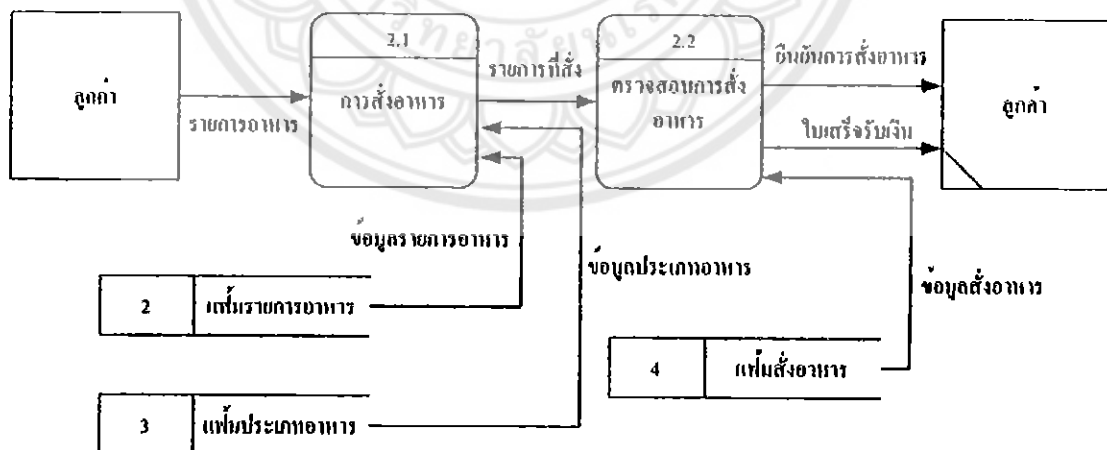 2.1
2.2
ลูกค้า
รายการอาหาร
การสั่งอาหาร
รายการที่สั่ง
ตรวจสอบการสั่ง
อาหาร
ยืนยันการสั่งอาหาร
ใบเสร็จรับเงิน
ลูกค้า
ข้อมูลรายการอาหาร
ข้อมูลประเภทอาหาร
ข้อมูลสั่งอาหาร
2 แฟ้มรายการอาหาร
4 แฟ้มสั่งอาหาร
3 แฟ้มประเภทอาหาร